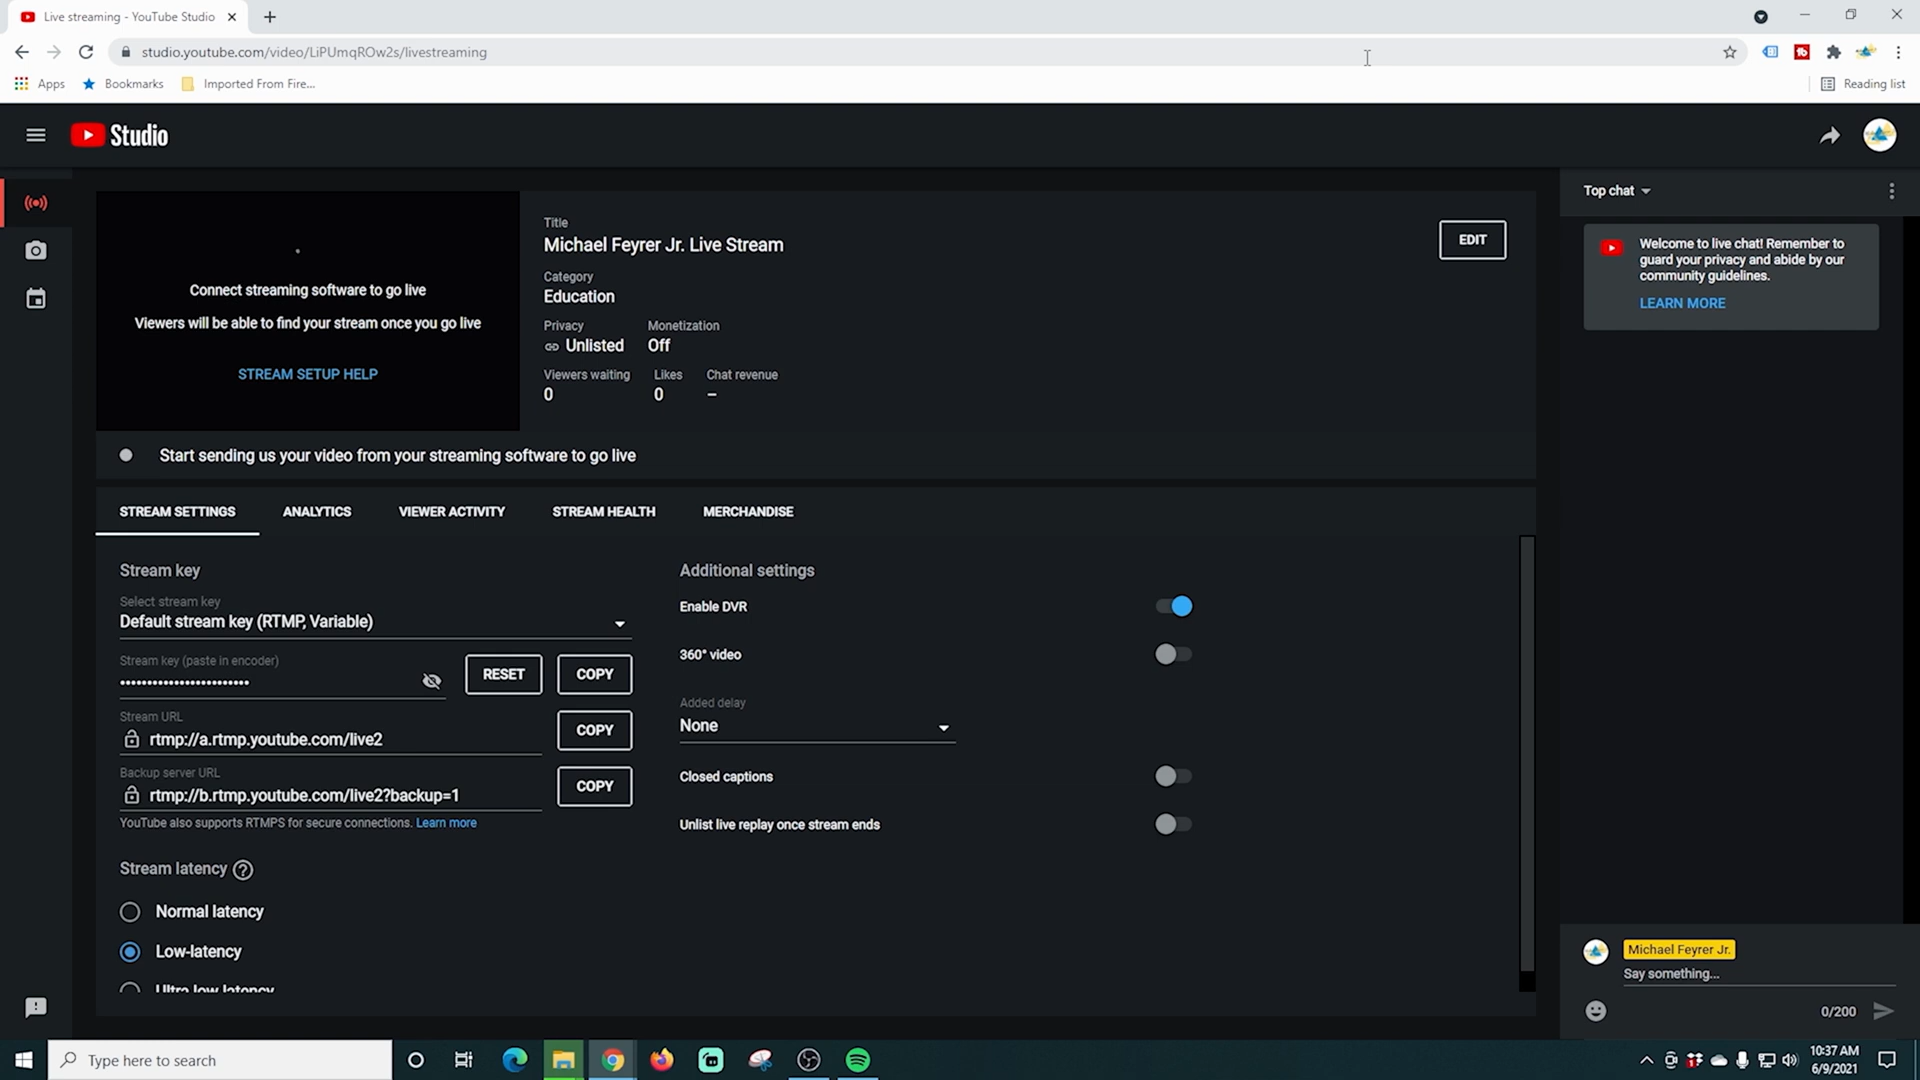 Live streaming - YouTube Studio
studio.youtube.com/video/LiPUmqROw2s/livestreaming
Apps
Bookmarks
Imported From Fire...
Reading list
Studio
Connect streaming software to go live
Viewers will be able to find your stream once you go live
STREAM SETUP HELP
Title
Michael Feyrer Jr. Live Stream
EDIT
Category
Education
Privacy Monetization
Unlisted Off
Viewers waiting Likes Chat revenue
0 0 –
Start sending us your video from your streaming software to go live
STREAM SETTINGS ANALYTICS VIEWER ACTIVITY STREAM HEALTH MERCHANDISE
Stream key
Select stream key
Default stream key (RTMP, Variable)
Stream key (paste in encoder)
••••••••••••••••••••••••
RESET COPY
Stream URL
rtmp://a.rtmp.youtube.com/live2
COPY
Backup server URL
rtmp://b.rtmp.youtube.com/live2?backup=1
COPY
YouTube also supports RTMPS for secure connections. Learn more
Stream latency
Normal latency
Low-latency
Ultra low latency
Additional settings
Enable DVR
360° video
Added delay
None
Closed captions
Unlist live replay once stream ends
Top chat
Welcome to live chat! Remember to
guard your privacy and abide by our
community guidelines.
LEARN MORE
Michael Feyrer Jr.
Say something...
0/200
Type here to search
10:37 AM
6/9/2021